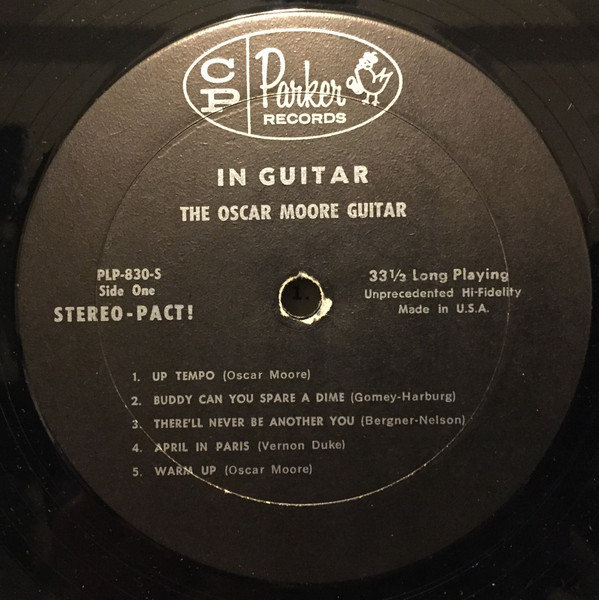 CP Parker
RECORDS
IN GUITAR
THE OSCAR MOORE GUITAR
PLP-830-S
Side One
STEREO-PACT!
33⅓ Long Playing
Unprecedented Hi-Fidelity
Made in U.S.A.
1.
1. UP TEMPO (Oscar Moore)
2. BUDDY CAN YOU SPARE A DIME (Gomey-Harburg)
3. THERE'LL NEVER BE ANOTHER YOU (Bergner-Nelson)
4. APRIL IN PARIS (Vernon Duke)
5. WARM UP (Oscar Moore)